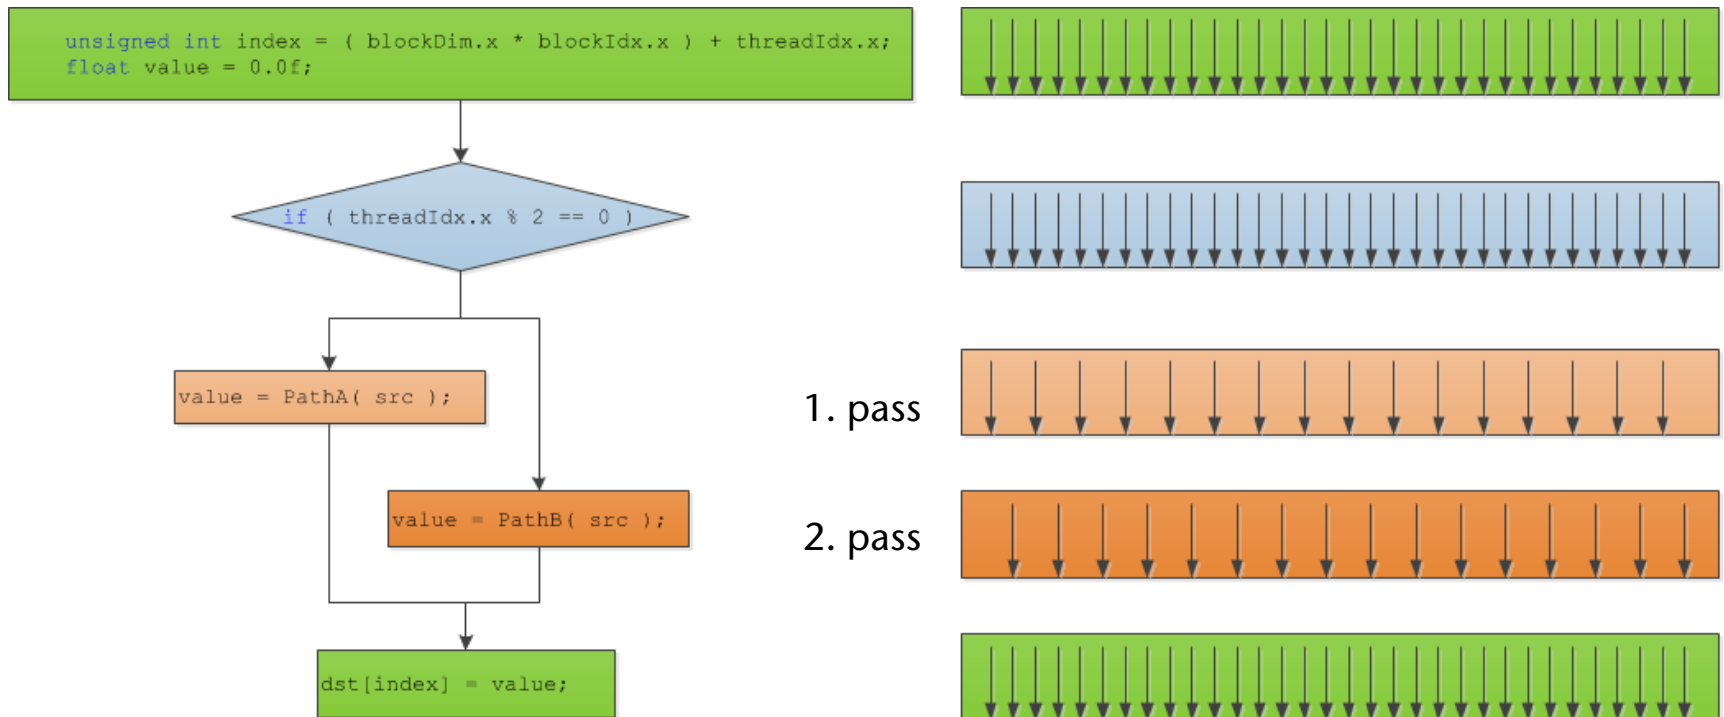 unsigned int index = ( blockDim.x * blockIdx.x ) + threadIdx.x;
float value = 0.0f;
if ( threadIdx.x % 2 == 0 )
value = PathA( src );
1. pass
value = PathB( src );
2. pass
dst[index] = value;